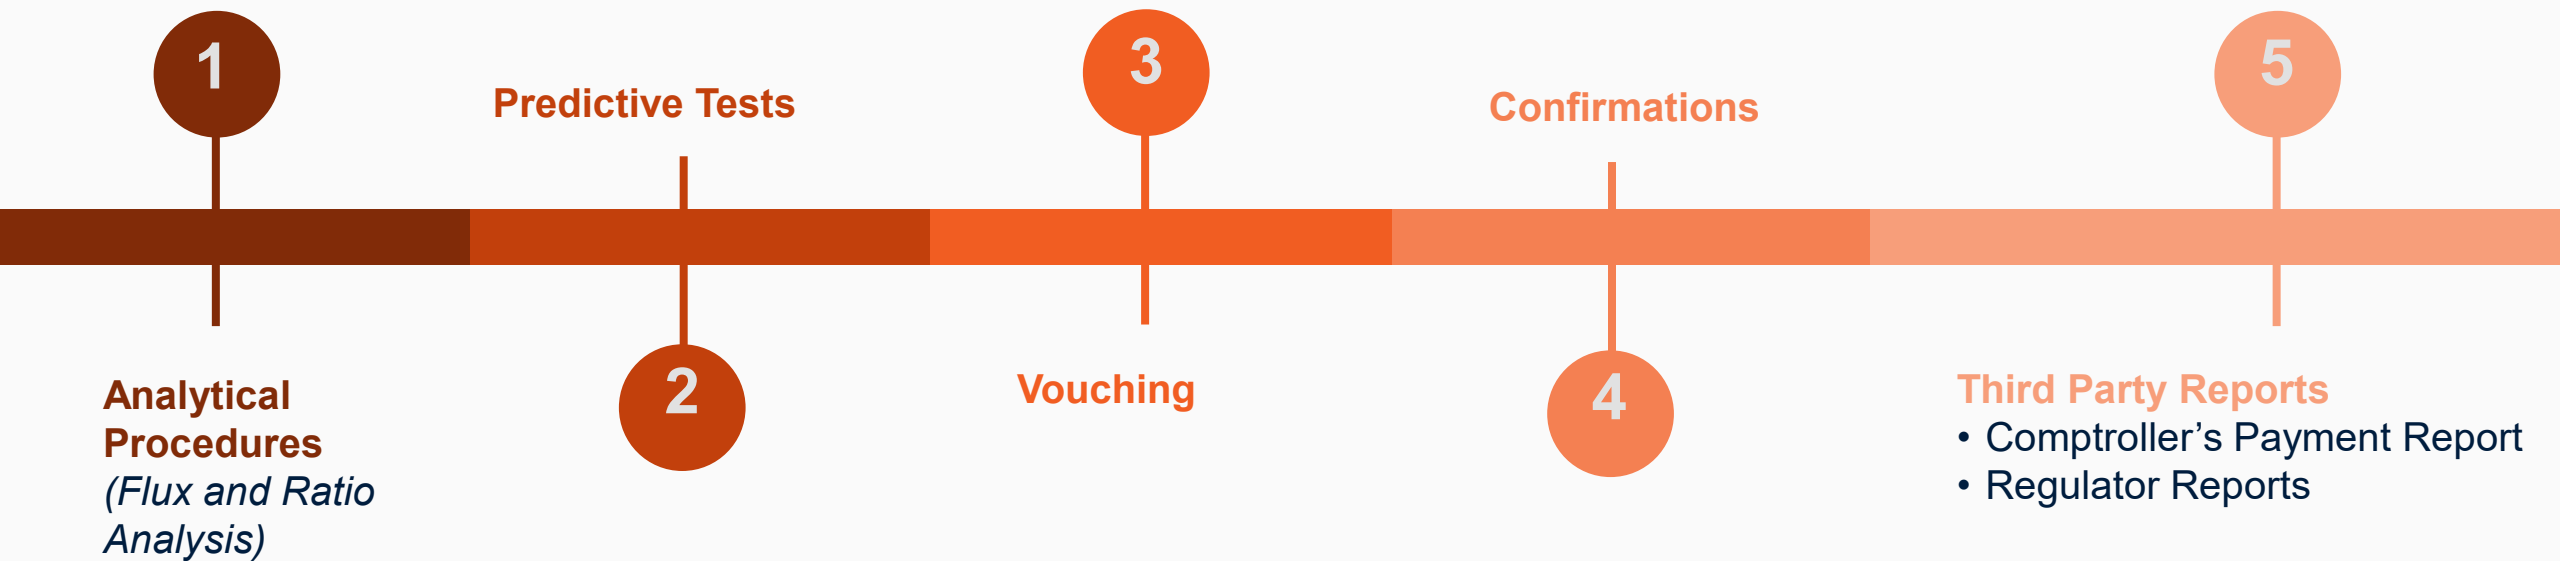 1
Analytical
Procedures
(Flux and Ratio
Analysis)
Predictive Tests
2
3
Vouching
Confirmations
4
5
Third Party Reports
• Comptroller’s Payment Report
• Regulator Reports